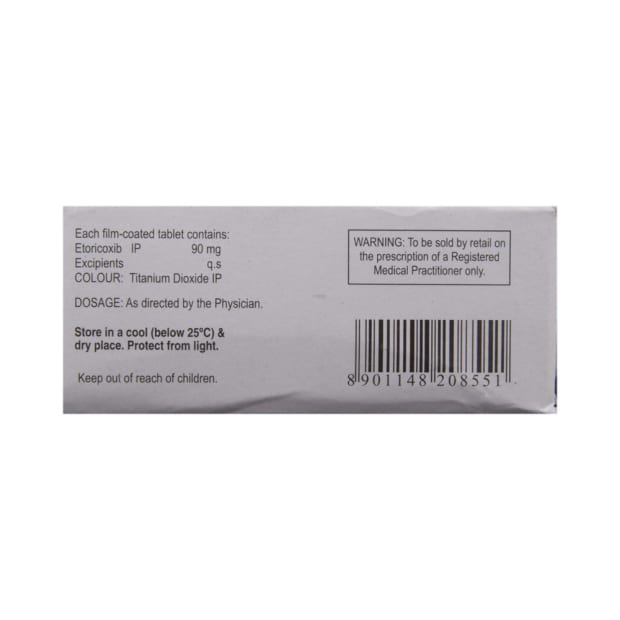 Each film-coated tablet contains:
Etoricoxib IP 90 mg
Excipients q.s
COLOUR: Titanium Dioxide IP
DOSAGE: As directed by the Physician.
Store in a cool (below 25ºC) &
dry place. Protect from light.
Keep out of reach of children.
WARNING: To be sold by retail on
the prescription of a Registered
Medical Practitioner only.
8 901148 208551